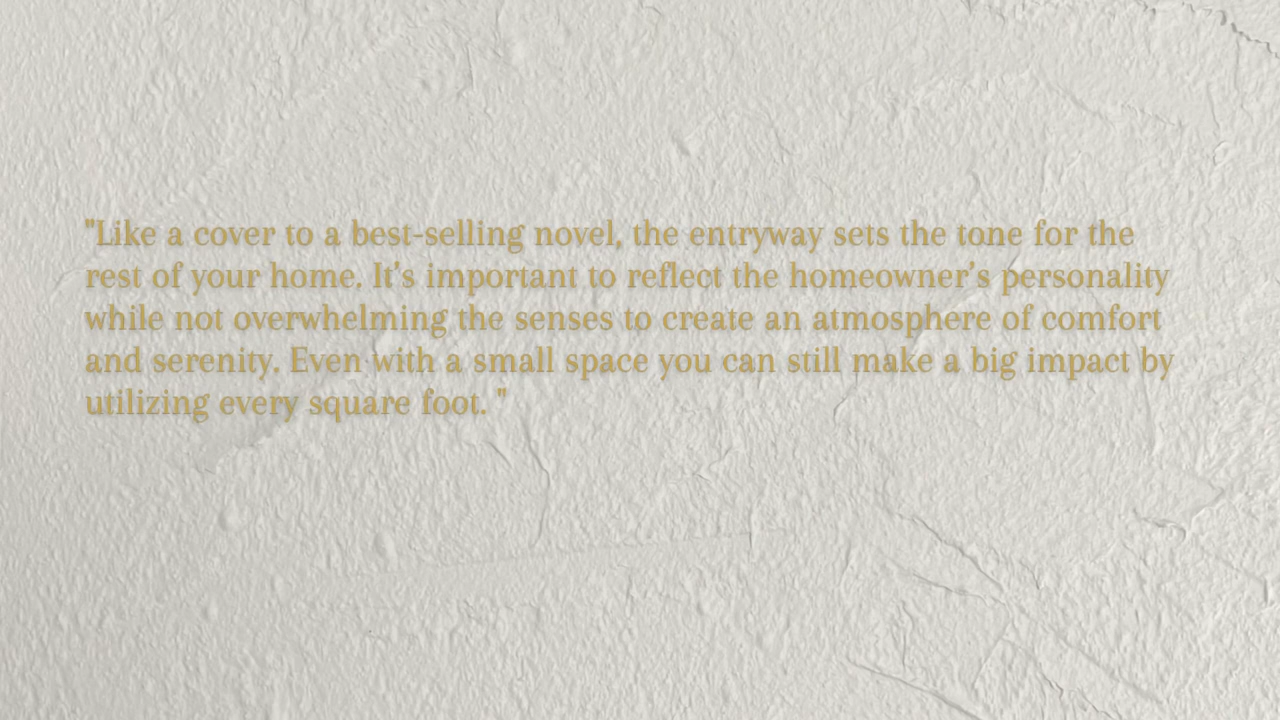 "Like a cover to a best-selling novel, the entryway sets the tone for the
rest of your home. It's important to reflect the homeowner's personality
while not overwhelming the senses to create an atmosphere of comfort
and serenity. Even with a small space you can still make a big impact by
utilizing every square foot. "